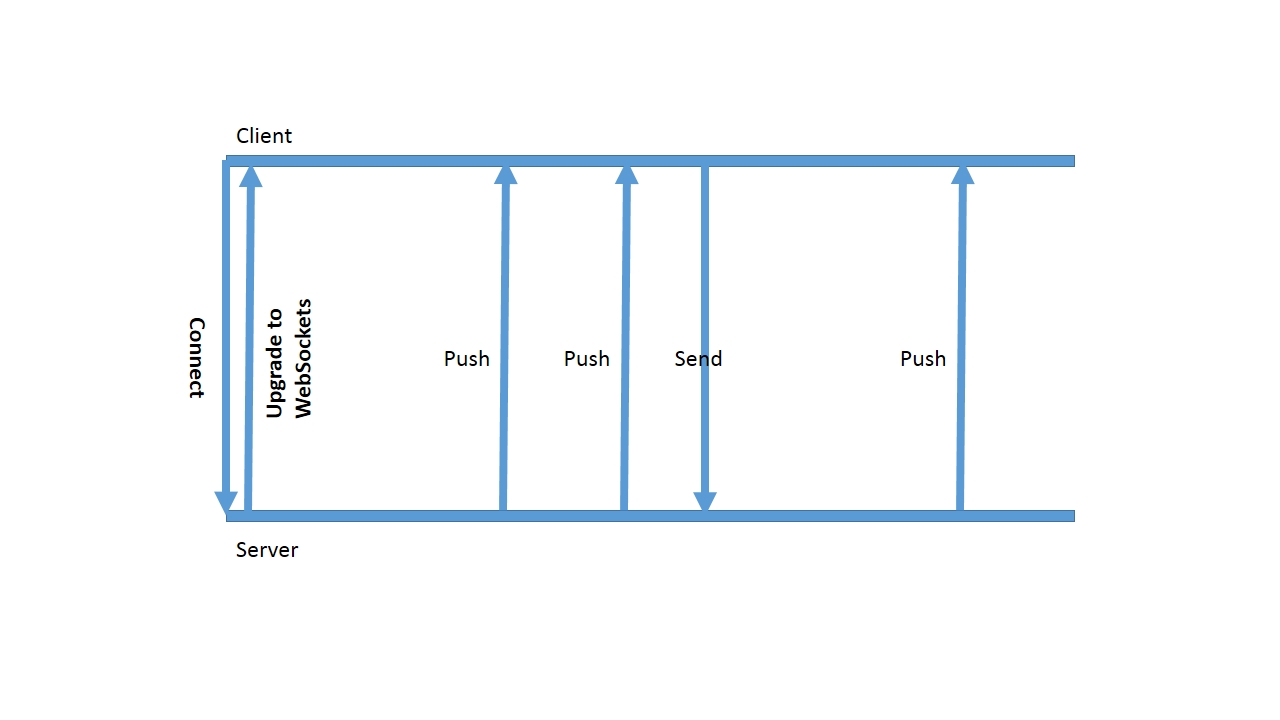 Client
Connect
Upgrade to
WebSockets
Push
Push
Send
Push
Server